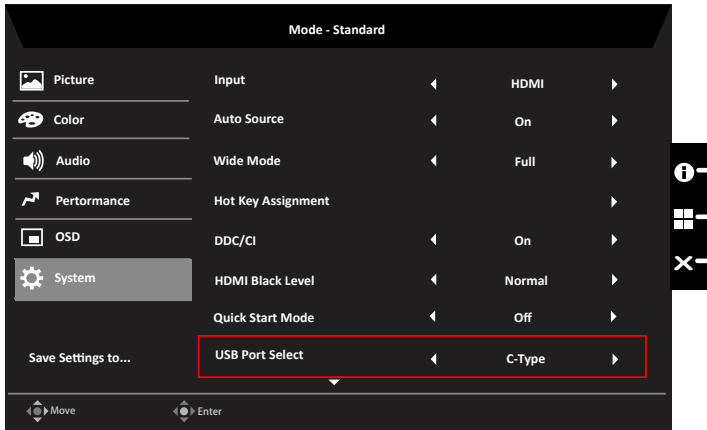 Mode - Standard
Picture
Input HDMI
Color
Auto Source On
Audio
Wide Mode Full
Pertormance
Hot Key Assignment
OSD
DDC/CI On
System
HDMI Black Level Normal
Quick Start Mode Off
Save Settings to...
USB Port Select C-Type
Move Enter